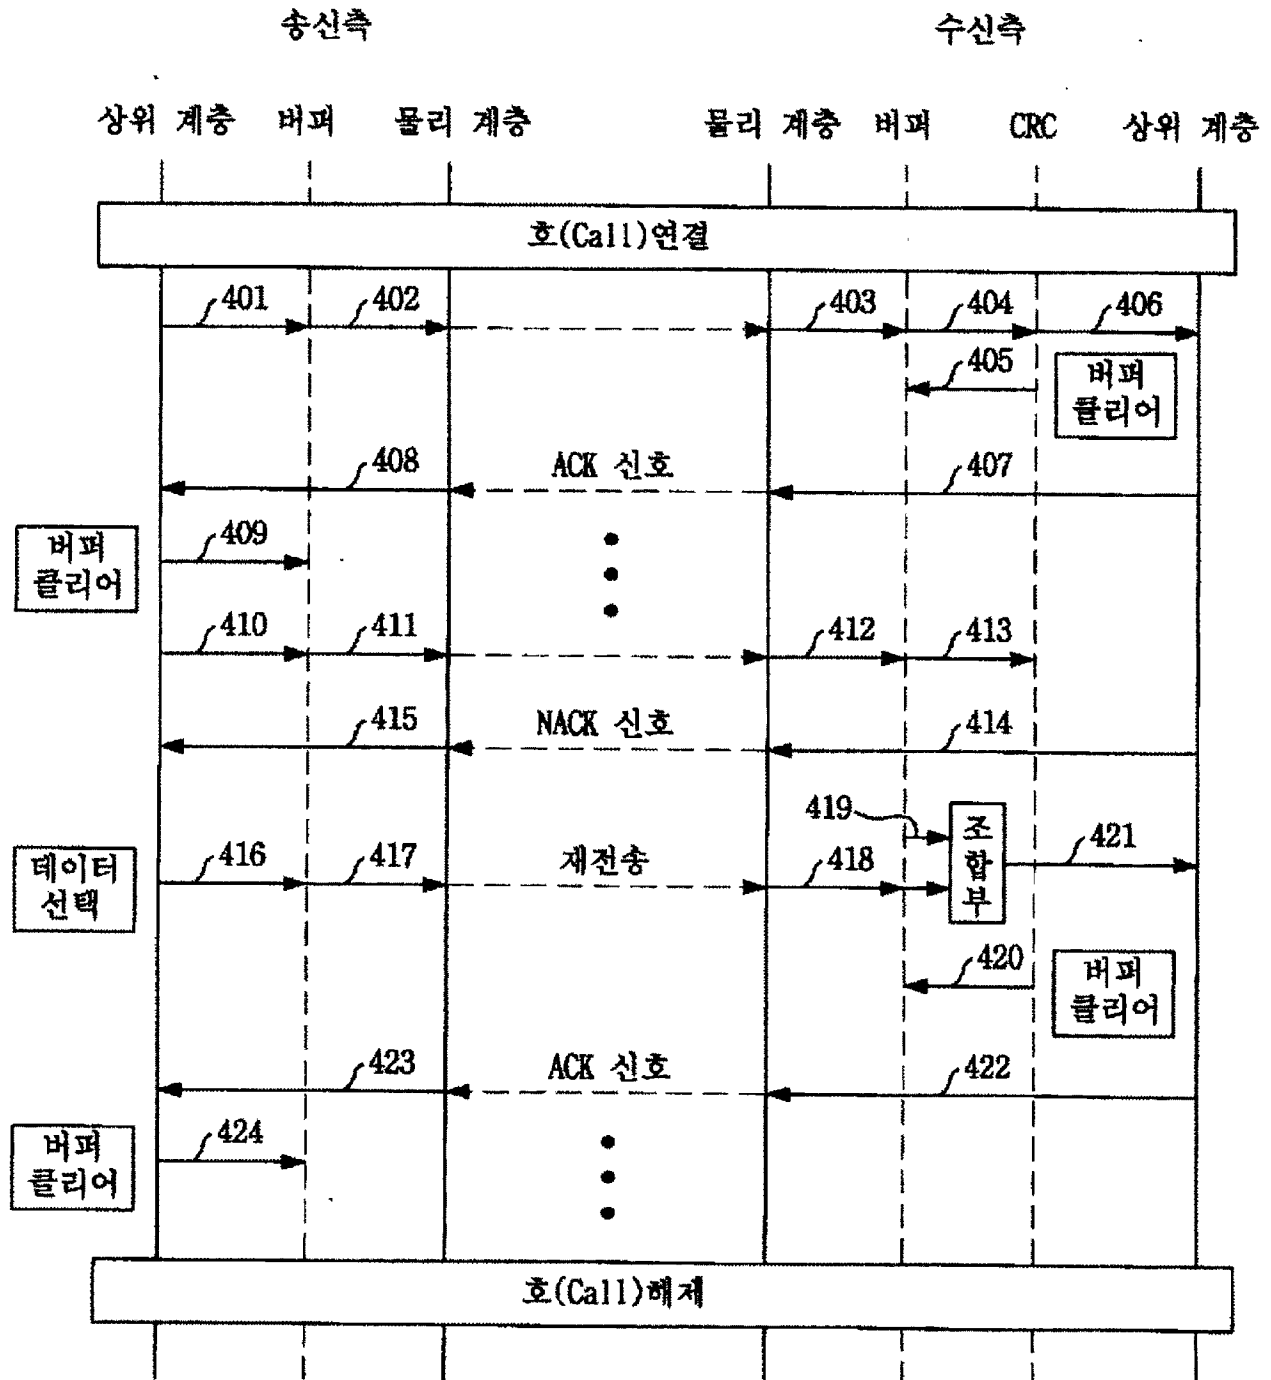 송신측 수신측
상위 계층 버퍼 물리 계층 물리 계층 버퍼 CRC 상위 계층
호(Call)연결
401 402 403 404 406
405
버퍼
클리어
408 ACK 신호 407
버퍼
클리어
409
410 411 412 413
415 NACK 신호 414
419
조
합
부
421
데이터
선택
416 417 재전송 418
420
버퍼
클리어
423 ACK 신호 422
버퍼
클리어
424
호(Call)해제